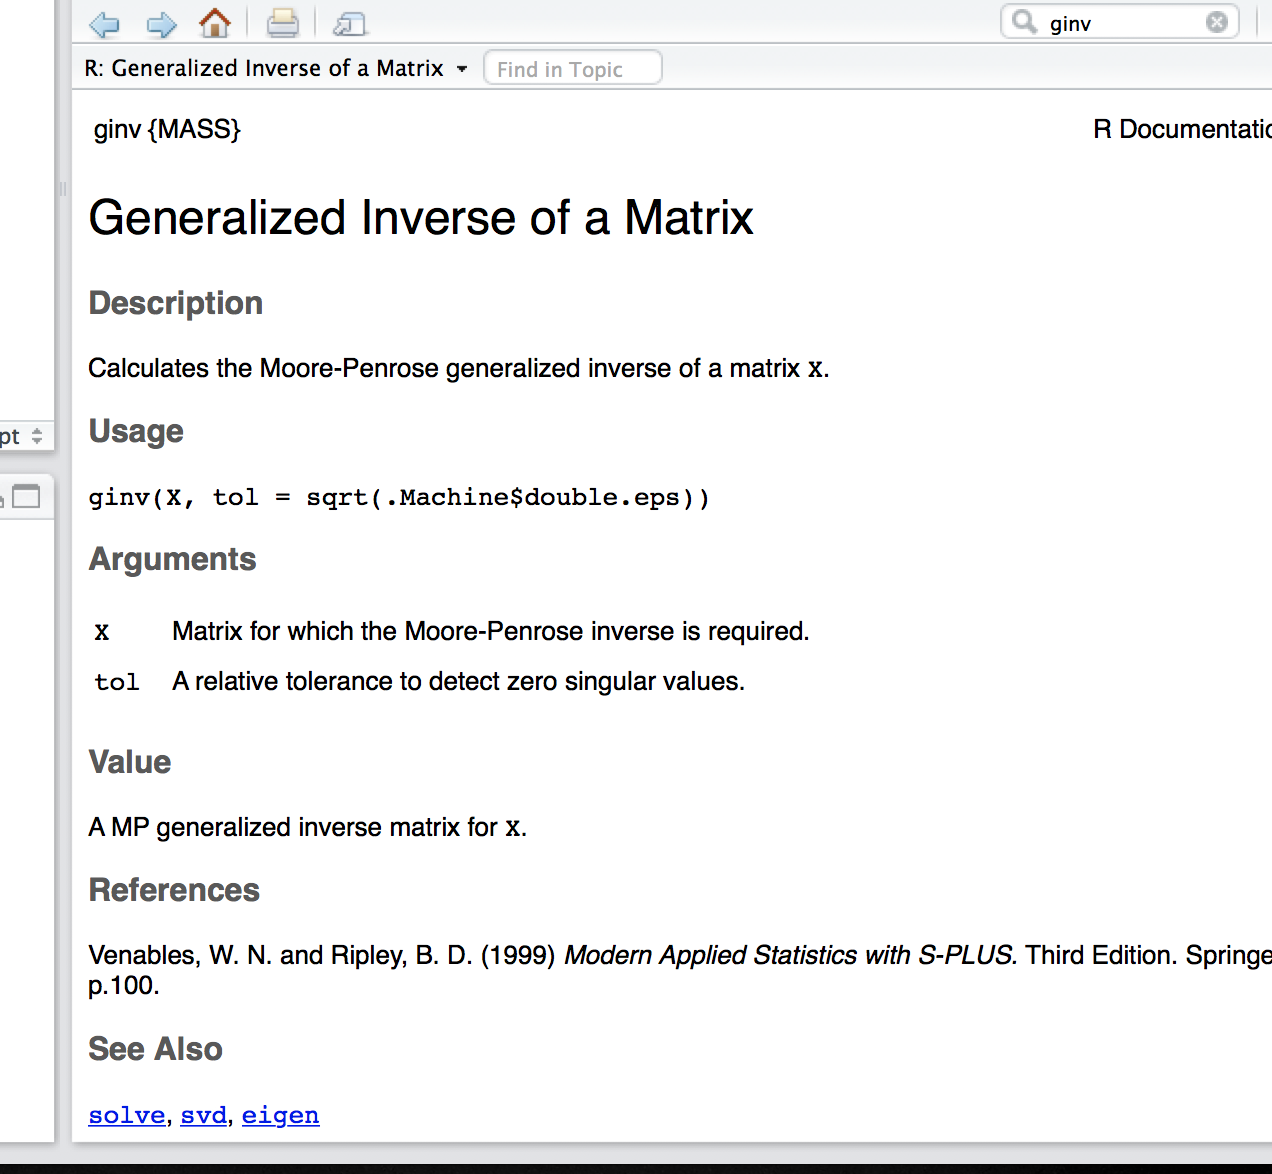 ginv
R: Generalized Inverse of a Matrix
Find in Topic
ginv {MASS}
R Documentatio
Generalized Inverse of a Matrix
Description
Calculates the Moore-Penrose generalized inverse of a matrix X.
Usage
pt
ginv(X, tol = sqrt(.Machine$double.eps))
Arguments
X Matrix for which the Moore-Penrose inverse is required.
tol A relative tolerance to detect zero singular values.
Value
A MP generalized inverse matrix for X.
References
Venables, W. N. and Ripley, B. D. (1999) Modern Applied Statistics with S-PLUS. Third Edition. Springe
p.100.
See Also
solve, svd, eigen